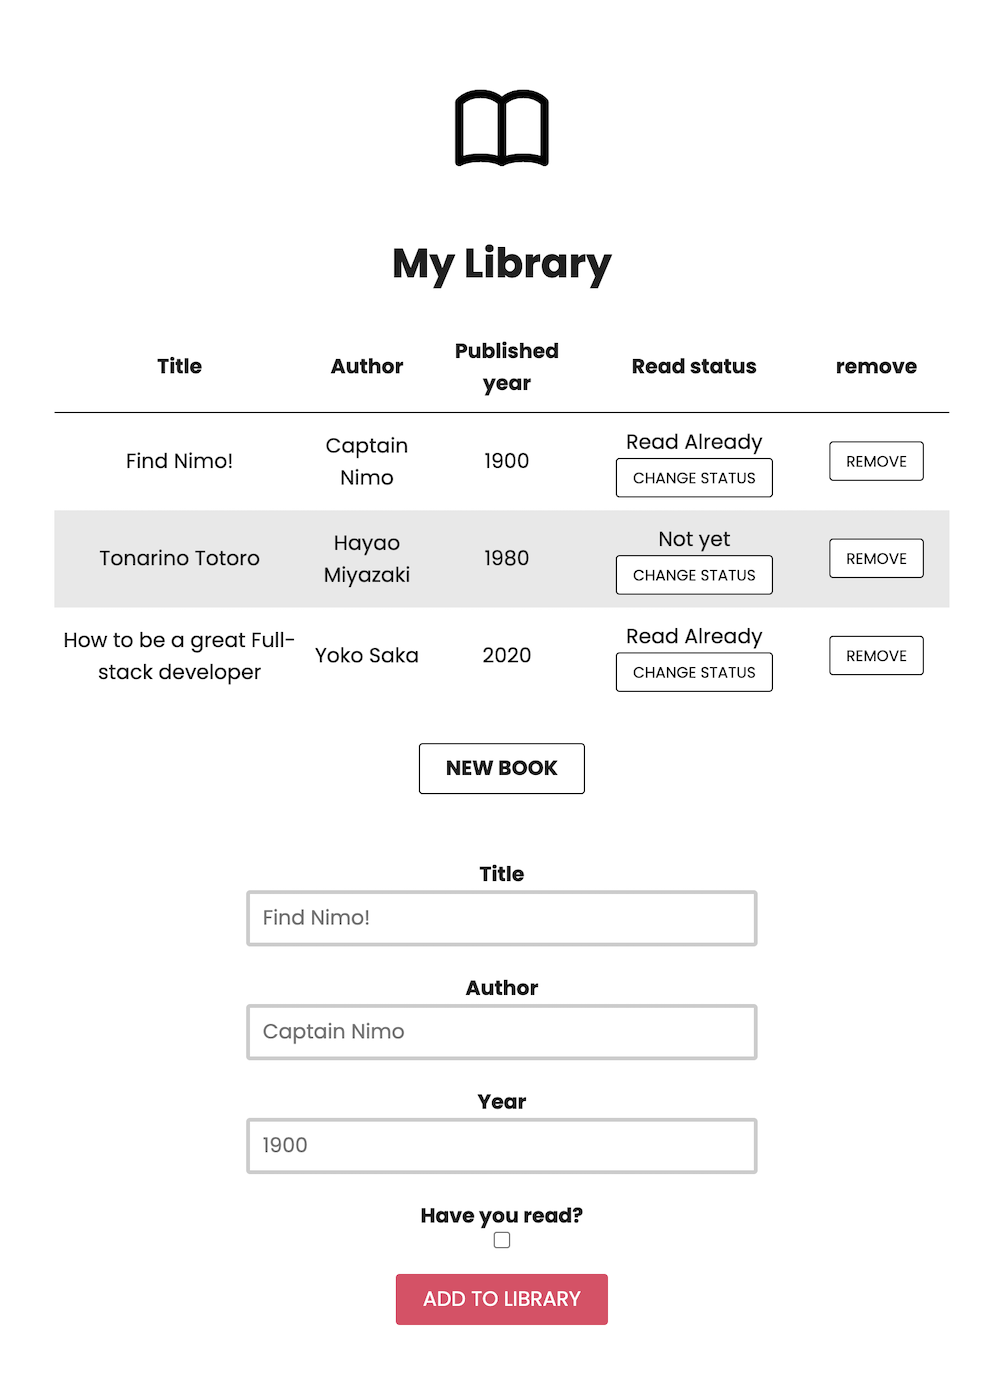 My Library
Title Author Published year Read status remove
Find Nimo! Captain Nimo 1900 Read Already CHANGE STATUS REMOVE
Tonarino Totoro Hayao Miyazaki 1980 Not yet CHANGE STATUS REMOVE
How to be a great Full-stack developer Yoko Saka 2020 Read Already CHANGE STATUS REMOVE
NEW BOOK
Title
Find Nimo!
Author
Captain Nimo
Year
1900
Have you read?
ADD TO LIBRARY